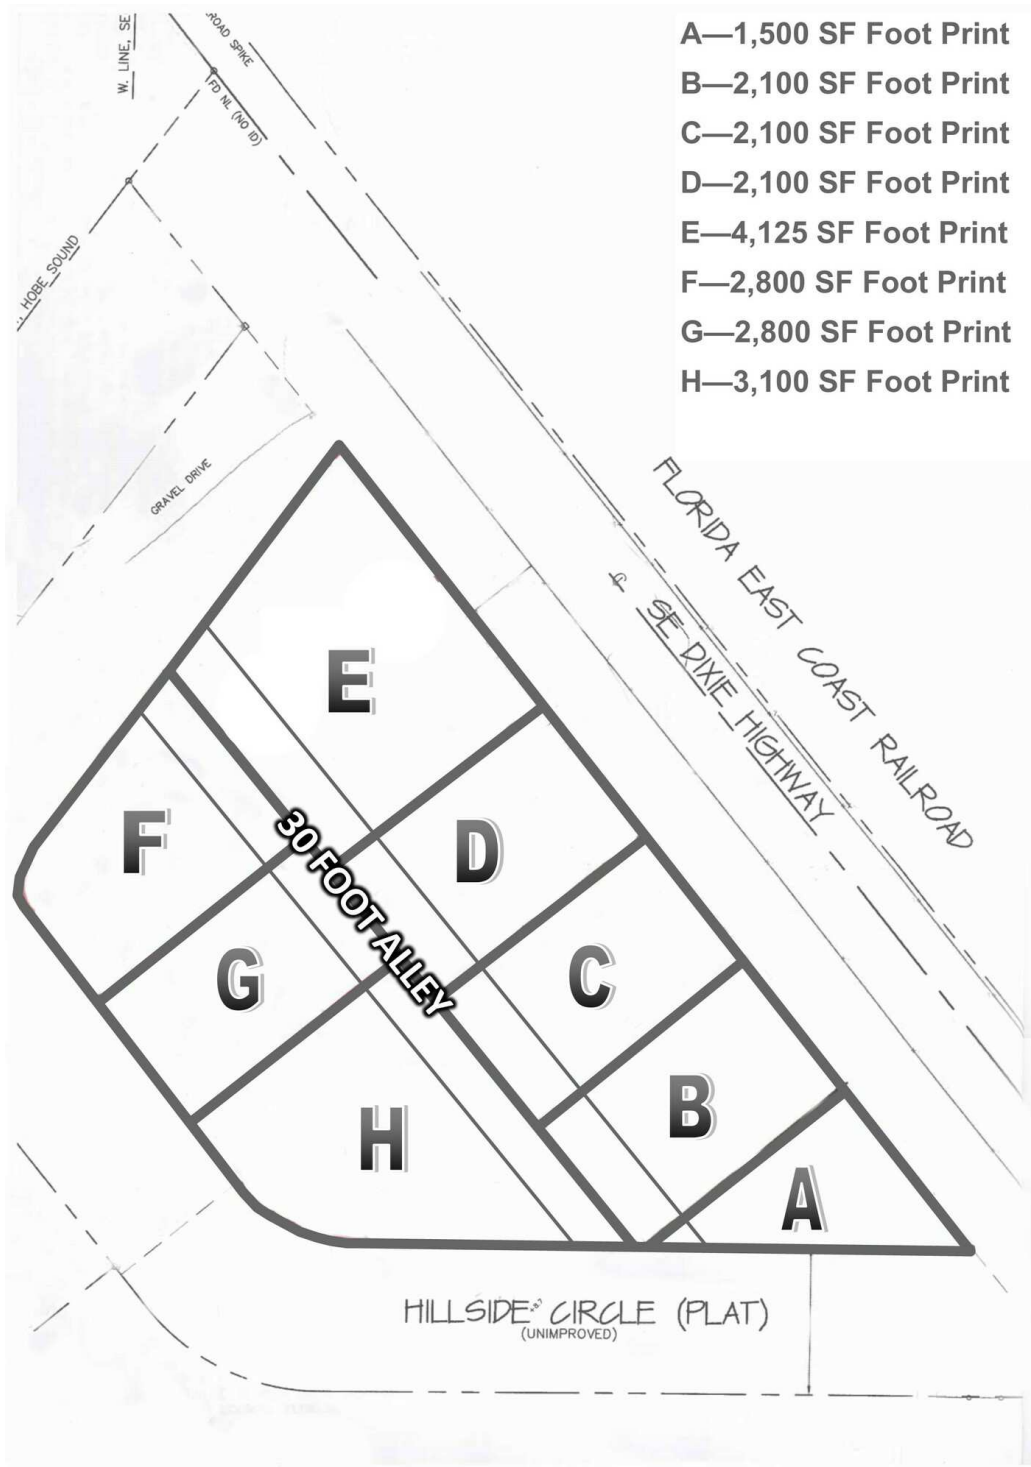 W. LINE, SE
ROAD SPIKE
FD NL (NO ID)
HOBE SOUND
GRAVEL DRIVE
A—1,500 SF Foot Print
B—2,100 SF Foot Print
C—2,100 SF Foot Print
D—2,100 SF Foot Print
E—4,125 SF Foot Print
F—2,800 SF Foot Print
G—2,800 SF Foot Print
H—3,100 SF Foot Print
FLORIDA EAST COAST RAILROAD
SE DIXIE HIGHWAY
E
F
D
30 FOOT ALLEY
G
C
B
H
A
HILLSIDE CIRCLE (PLAT)
(UNIMPROVED)